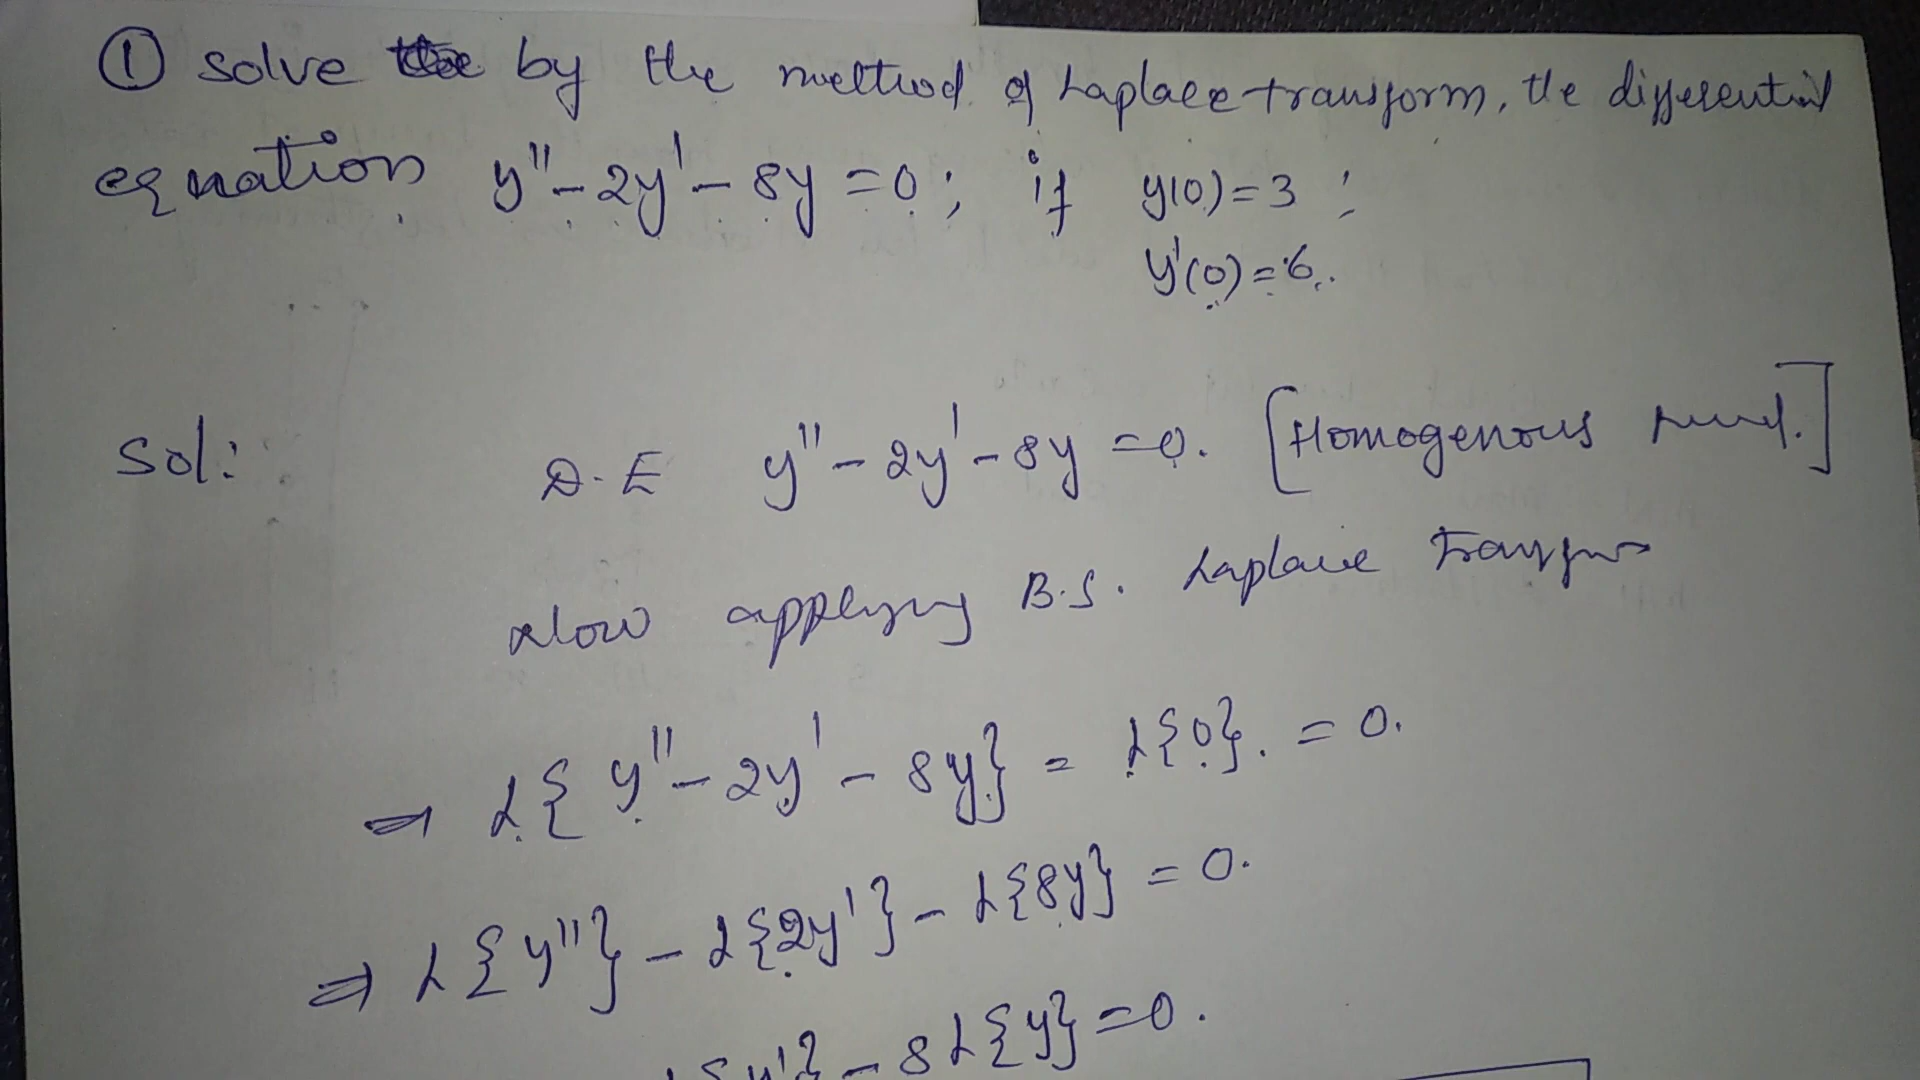 ① solve by the method of Laplace transform, the differential
equation y'' - 2y' - 8y = 0; if y(0) = 3;
y'(0) = 6.
Sol: D.E y'' - 2y' - 8y = 0. [Homogenous]
Now applying B.S. Laplace Transform
⇒ L{y'' - 2y' - 8y} = L{0}. = 0.
⇒ L{y''} - L{2y'} - L{8y} = 0.
L{y'} - 8L{y} = 0.